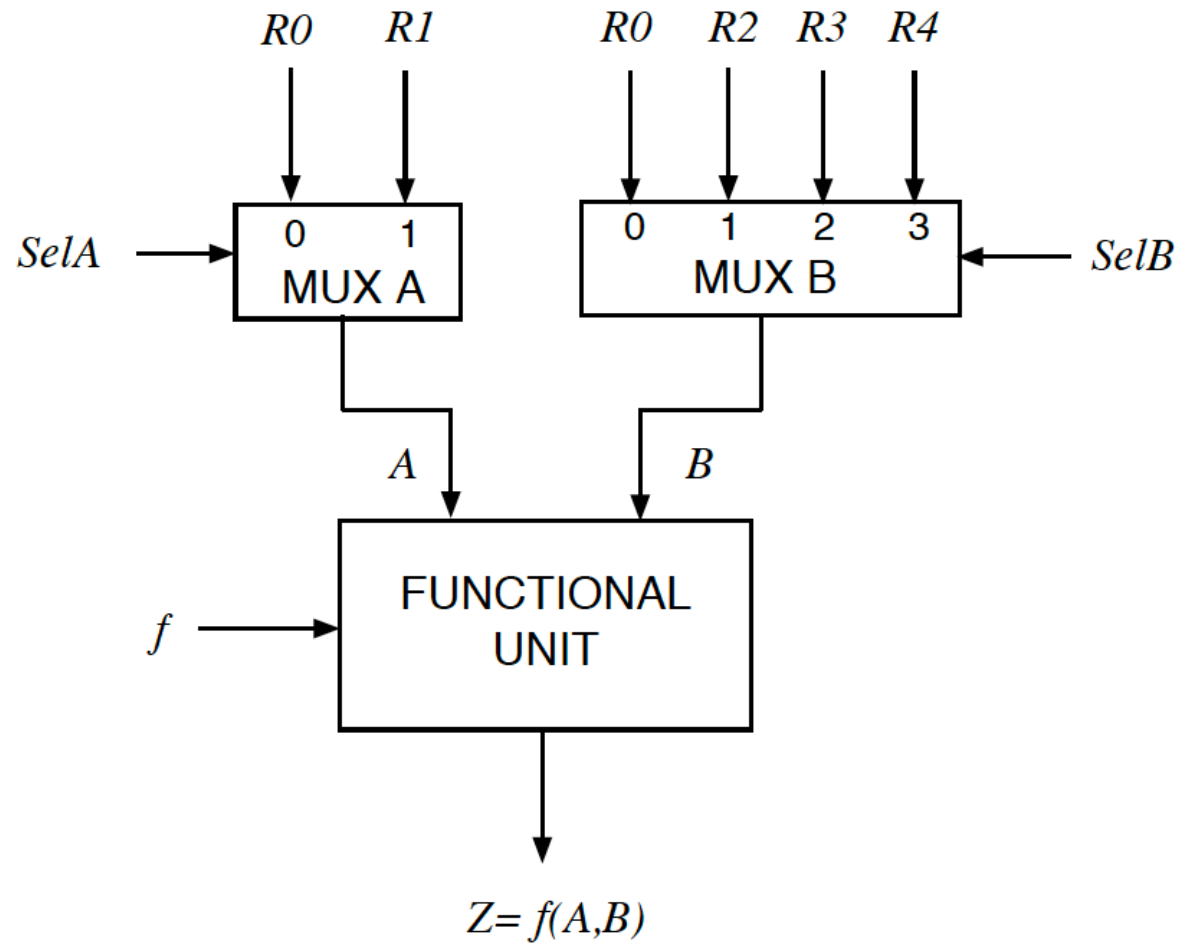 R0 R1 R0 R2 R3 R4
0 1 0 1 2 3
SelA MUX A MUX B SelB
A B
FUNCTIONAL
UNIT
f
Z= f(A,B)